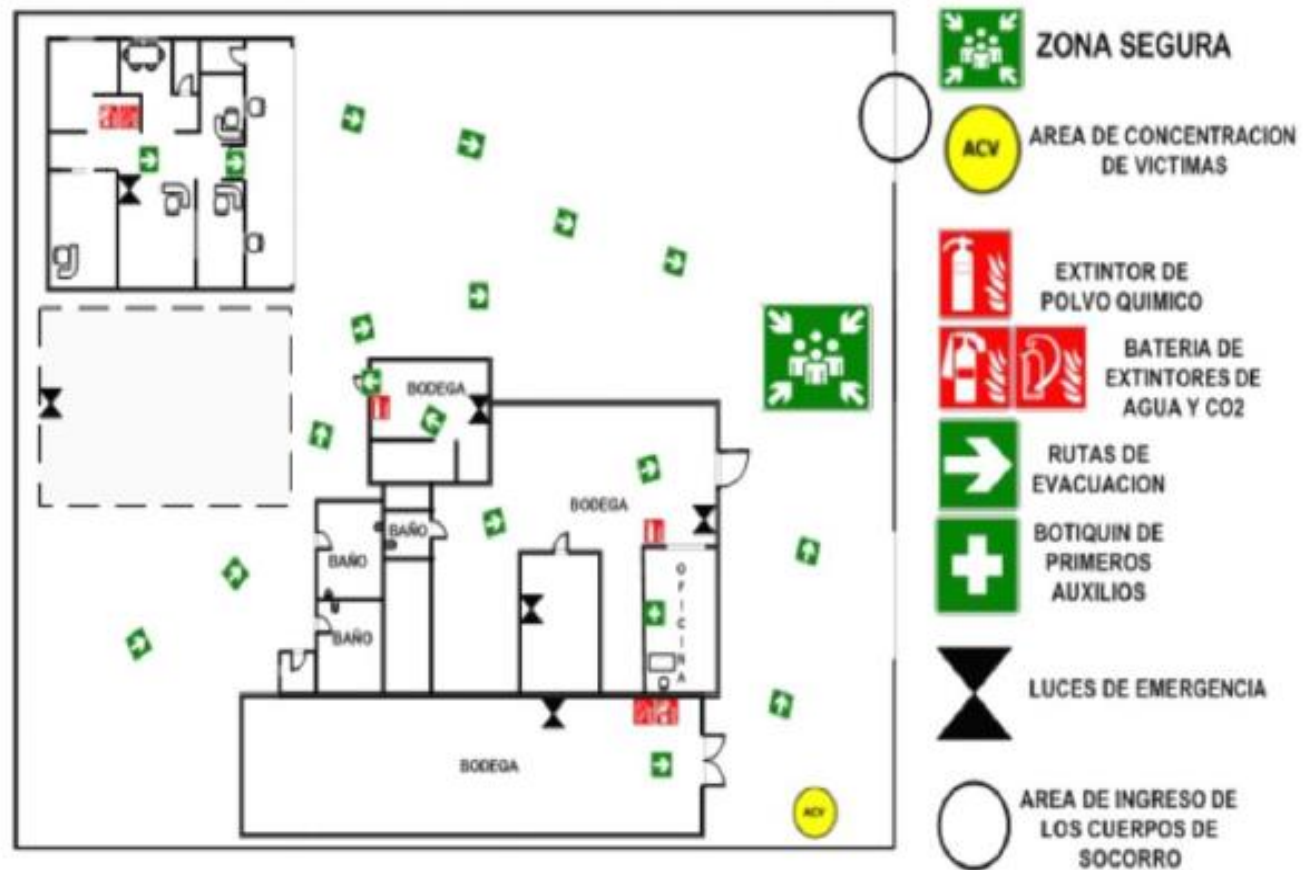 BODEGA
BODEGA
BAÑO
BAÑO
BAÑO
OFICINA
BODEGA
ACV
ZONA SEGURA
ACV
AREA DE CONCENTRACION
DE VICTIMAS
EXTINTOR DE
POLVO QUIMICO
BATERIA DE
EXTINTORES DE
AGUA Y CO2
RUTAS DE
EVACUACION
BOTIQUIN DE
PRIMEROS
AUXILIOS
LUCES DE EMERGENCIA
AREA DE INGRESO DE
LOS CUERPOS DE
SOCORRO